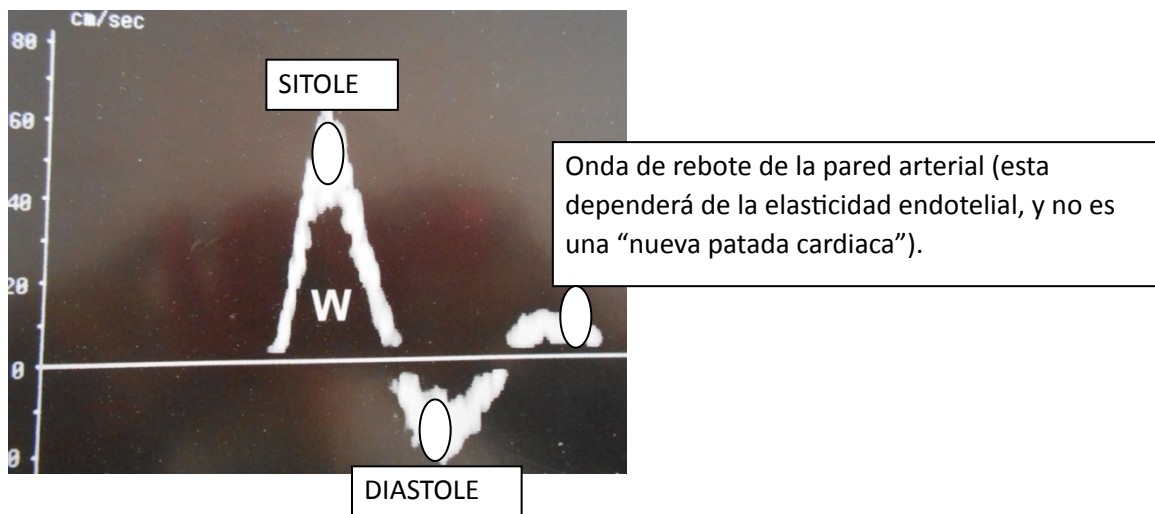 cm/sec
80
SITOLE
60
Onda de rebote de la pared arterial (esta
dependerá de la elasticidad endotelial, y no es
una “nueva patada cardiaca”).
40
20
W
0
DIASTOLE